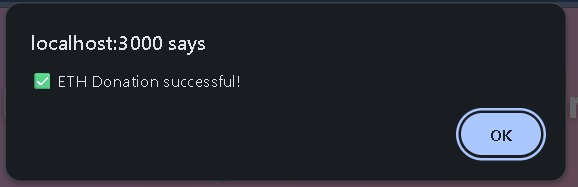 localhost:3000 says
✅ ETH Donation successful!
OK